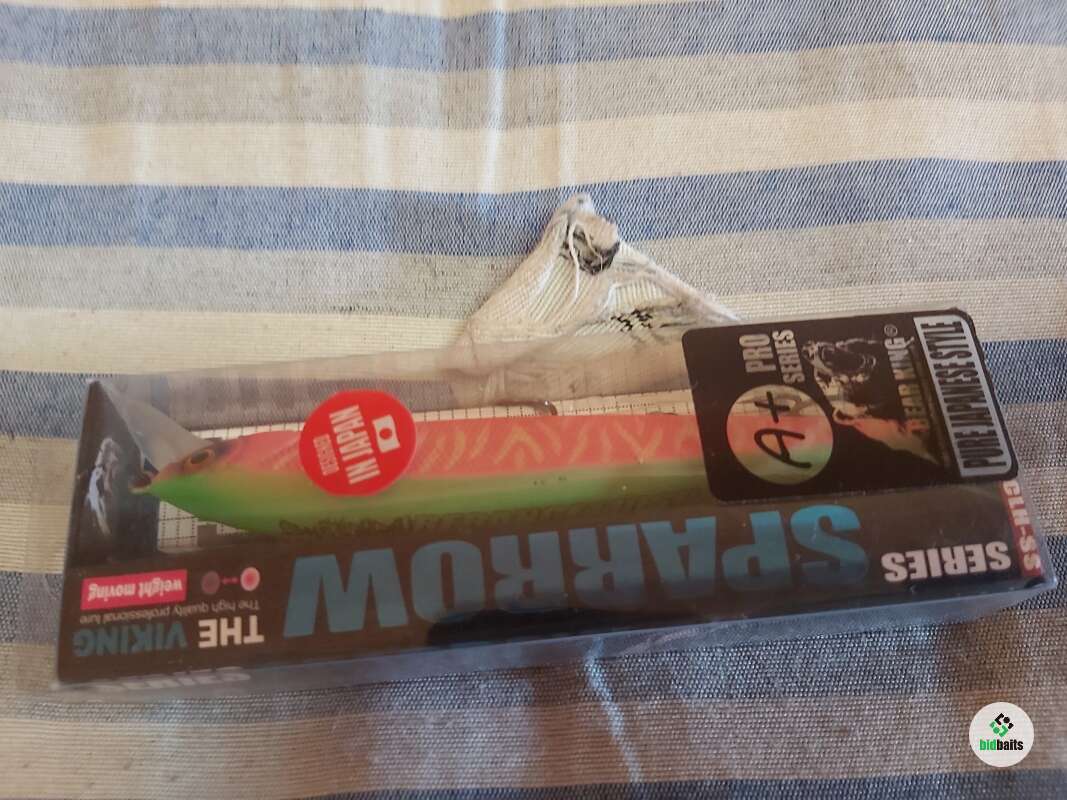 PRO
SERIES
A+
BEAR KING®
PURE JAPANESE STYLE
DESIGNED
IN JAPAN
SERIES
SPARROW
THE VIKING
The high quality professional lure
weight moving
SERIES
bidbaits